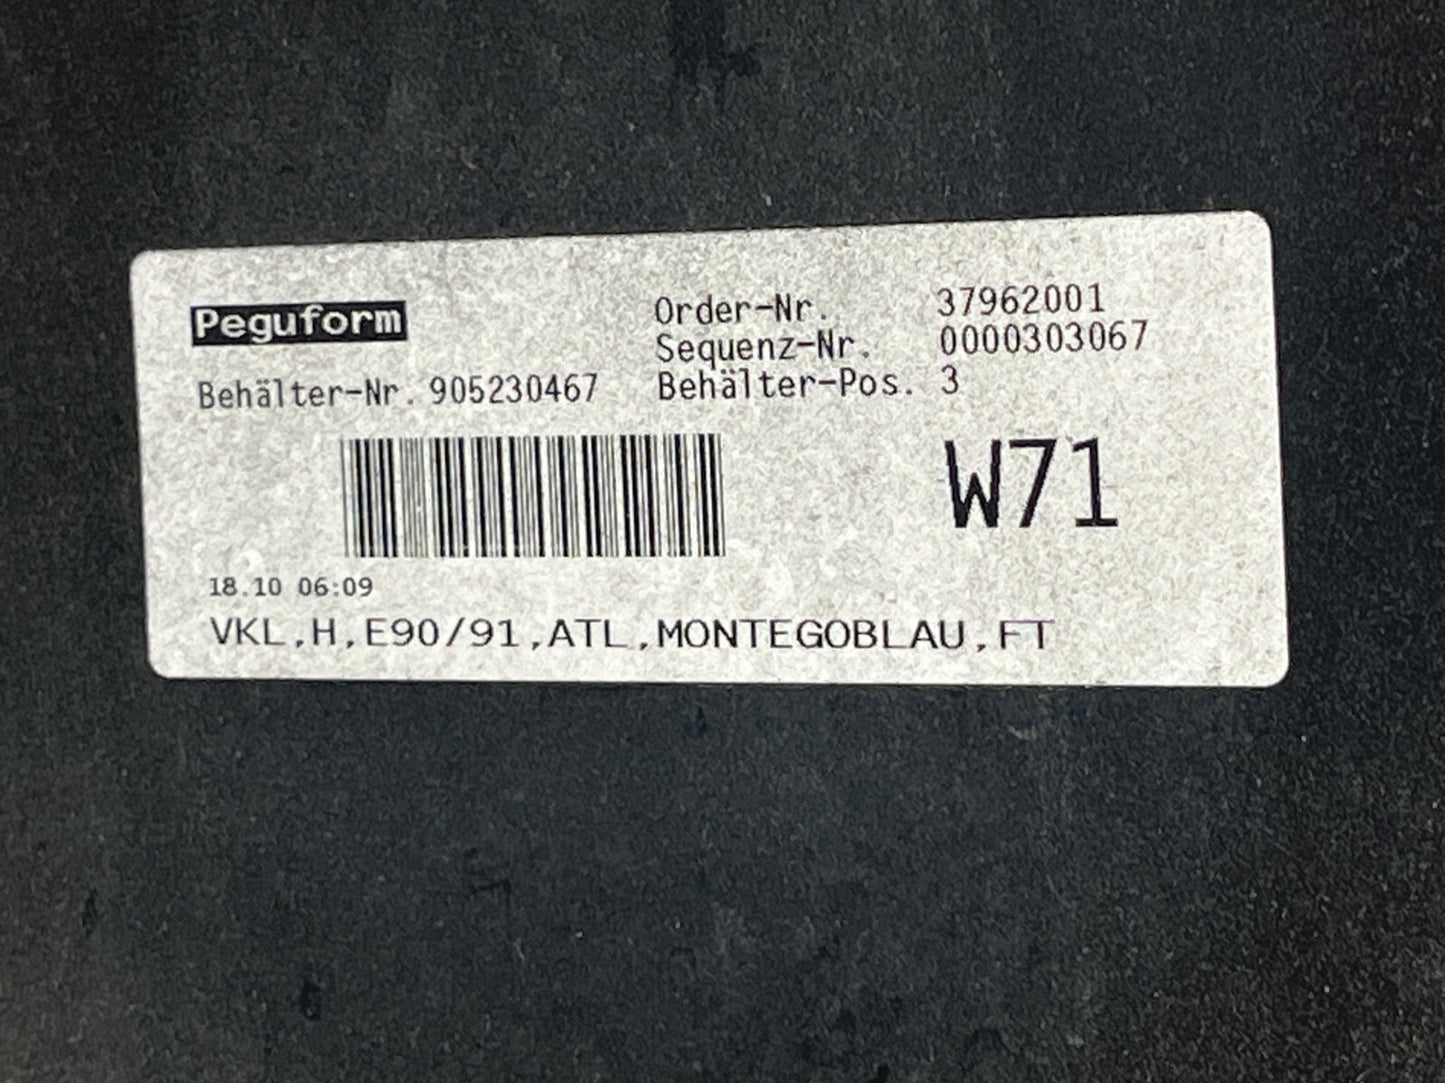 Peguform
Order-Nr. 37962001
Sequenz-Nr. 0000303067
Behälter-Nr. 905230467
Behälter-Pos. 3
W71
18.10 06:09
VKL,H,E90/91,ATL,MONTEGOBLAU,FT